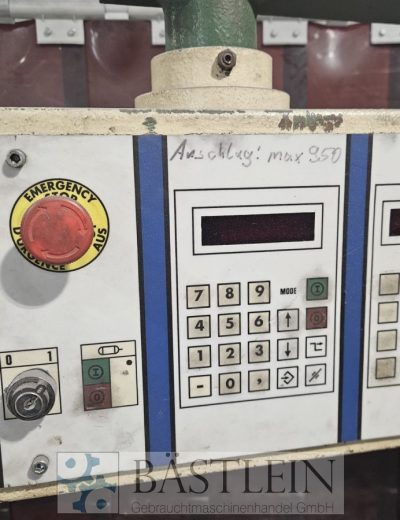 Anschlag: max 950
EMERGENCY
STOP
D'URGENCE
AUS
7 8 9 MODE I
4 5 6 ↑ O
1 2 3 ↓
- 0 ,
0 1
I
O
BÄSTLEIN
Gebrauchtmaschinenhandel GmbH